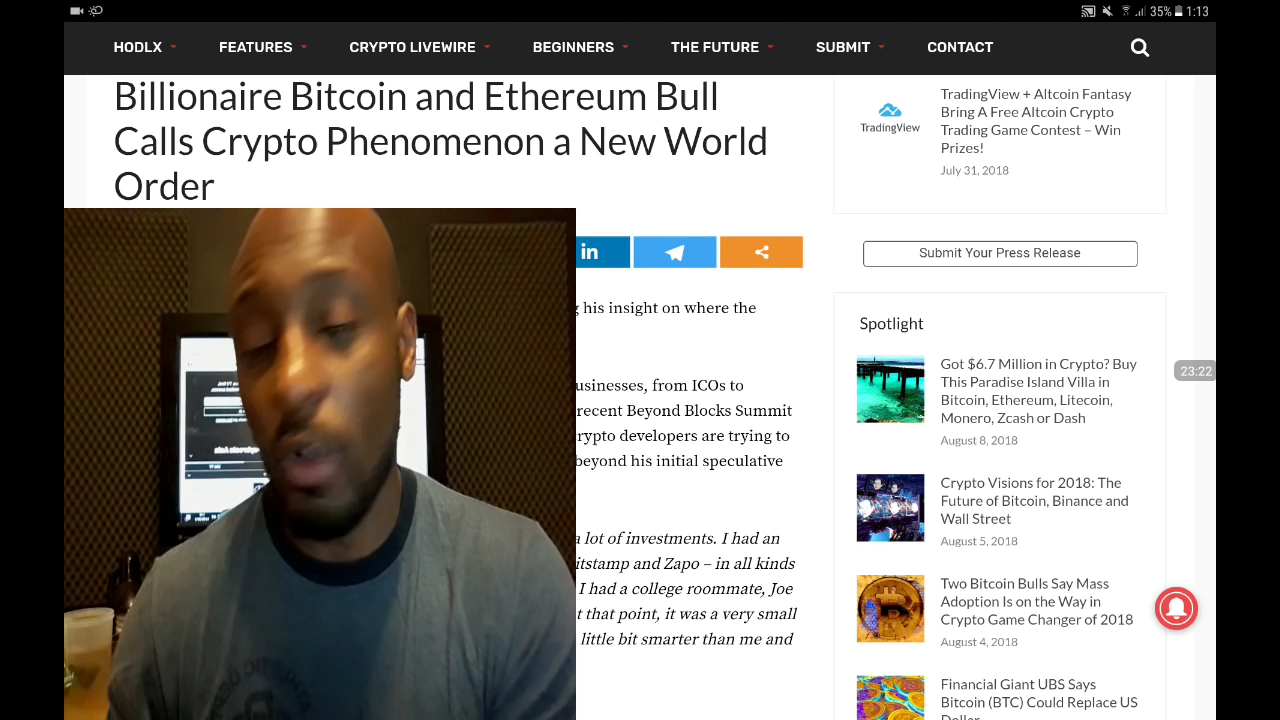 35% 1:13
HODLX FEATURES CRYPTO LIVEWIRE BEGINNERS THE FUTURE SUBMIT CONTACT
Billionaire Bitcoin and Ethereum Bull
Calls Crypto Phenomenon a New World
Order
in
his insight on where the
usinesses, from ICOs to
recent Beyond Blocks Summit
rypto developers are trying to
beyond his initial speculative
a lot of investments. I had an
itstamp and Zapo – in all kinds
I had a college roommate, Joe
t that point, it was a very small
little bit smarter than me and
TradingView
TradingView + Altcoin Fantasy
Bring A Free Altcoin Crypto
Trading Game Contest – Win
Prizes!
July 31, 2018
Submit Your Press Release
Spotlight
Got $6.7 Million in Crypto? Buy
This Paradise Island Villa in
Bitcoin, Ethereum, Litecoin,
Monero, Zcash or Dash
August 8, 2018
23:22
Crypto Visions for 2018: The
Future of Bitcoin, Binance and
Wall Street
August 5, 2018
Two Bitcoin Bulls Say Mass
Adoption Is on the Way in
Crypto Game Changer of 2018
August 4, 2018
Financial Giant UBS Says
Bitcoin (BTC) Could Replace US
Dollar